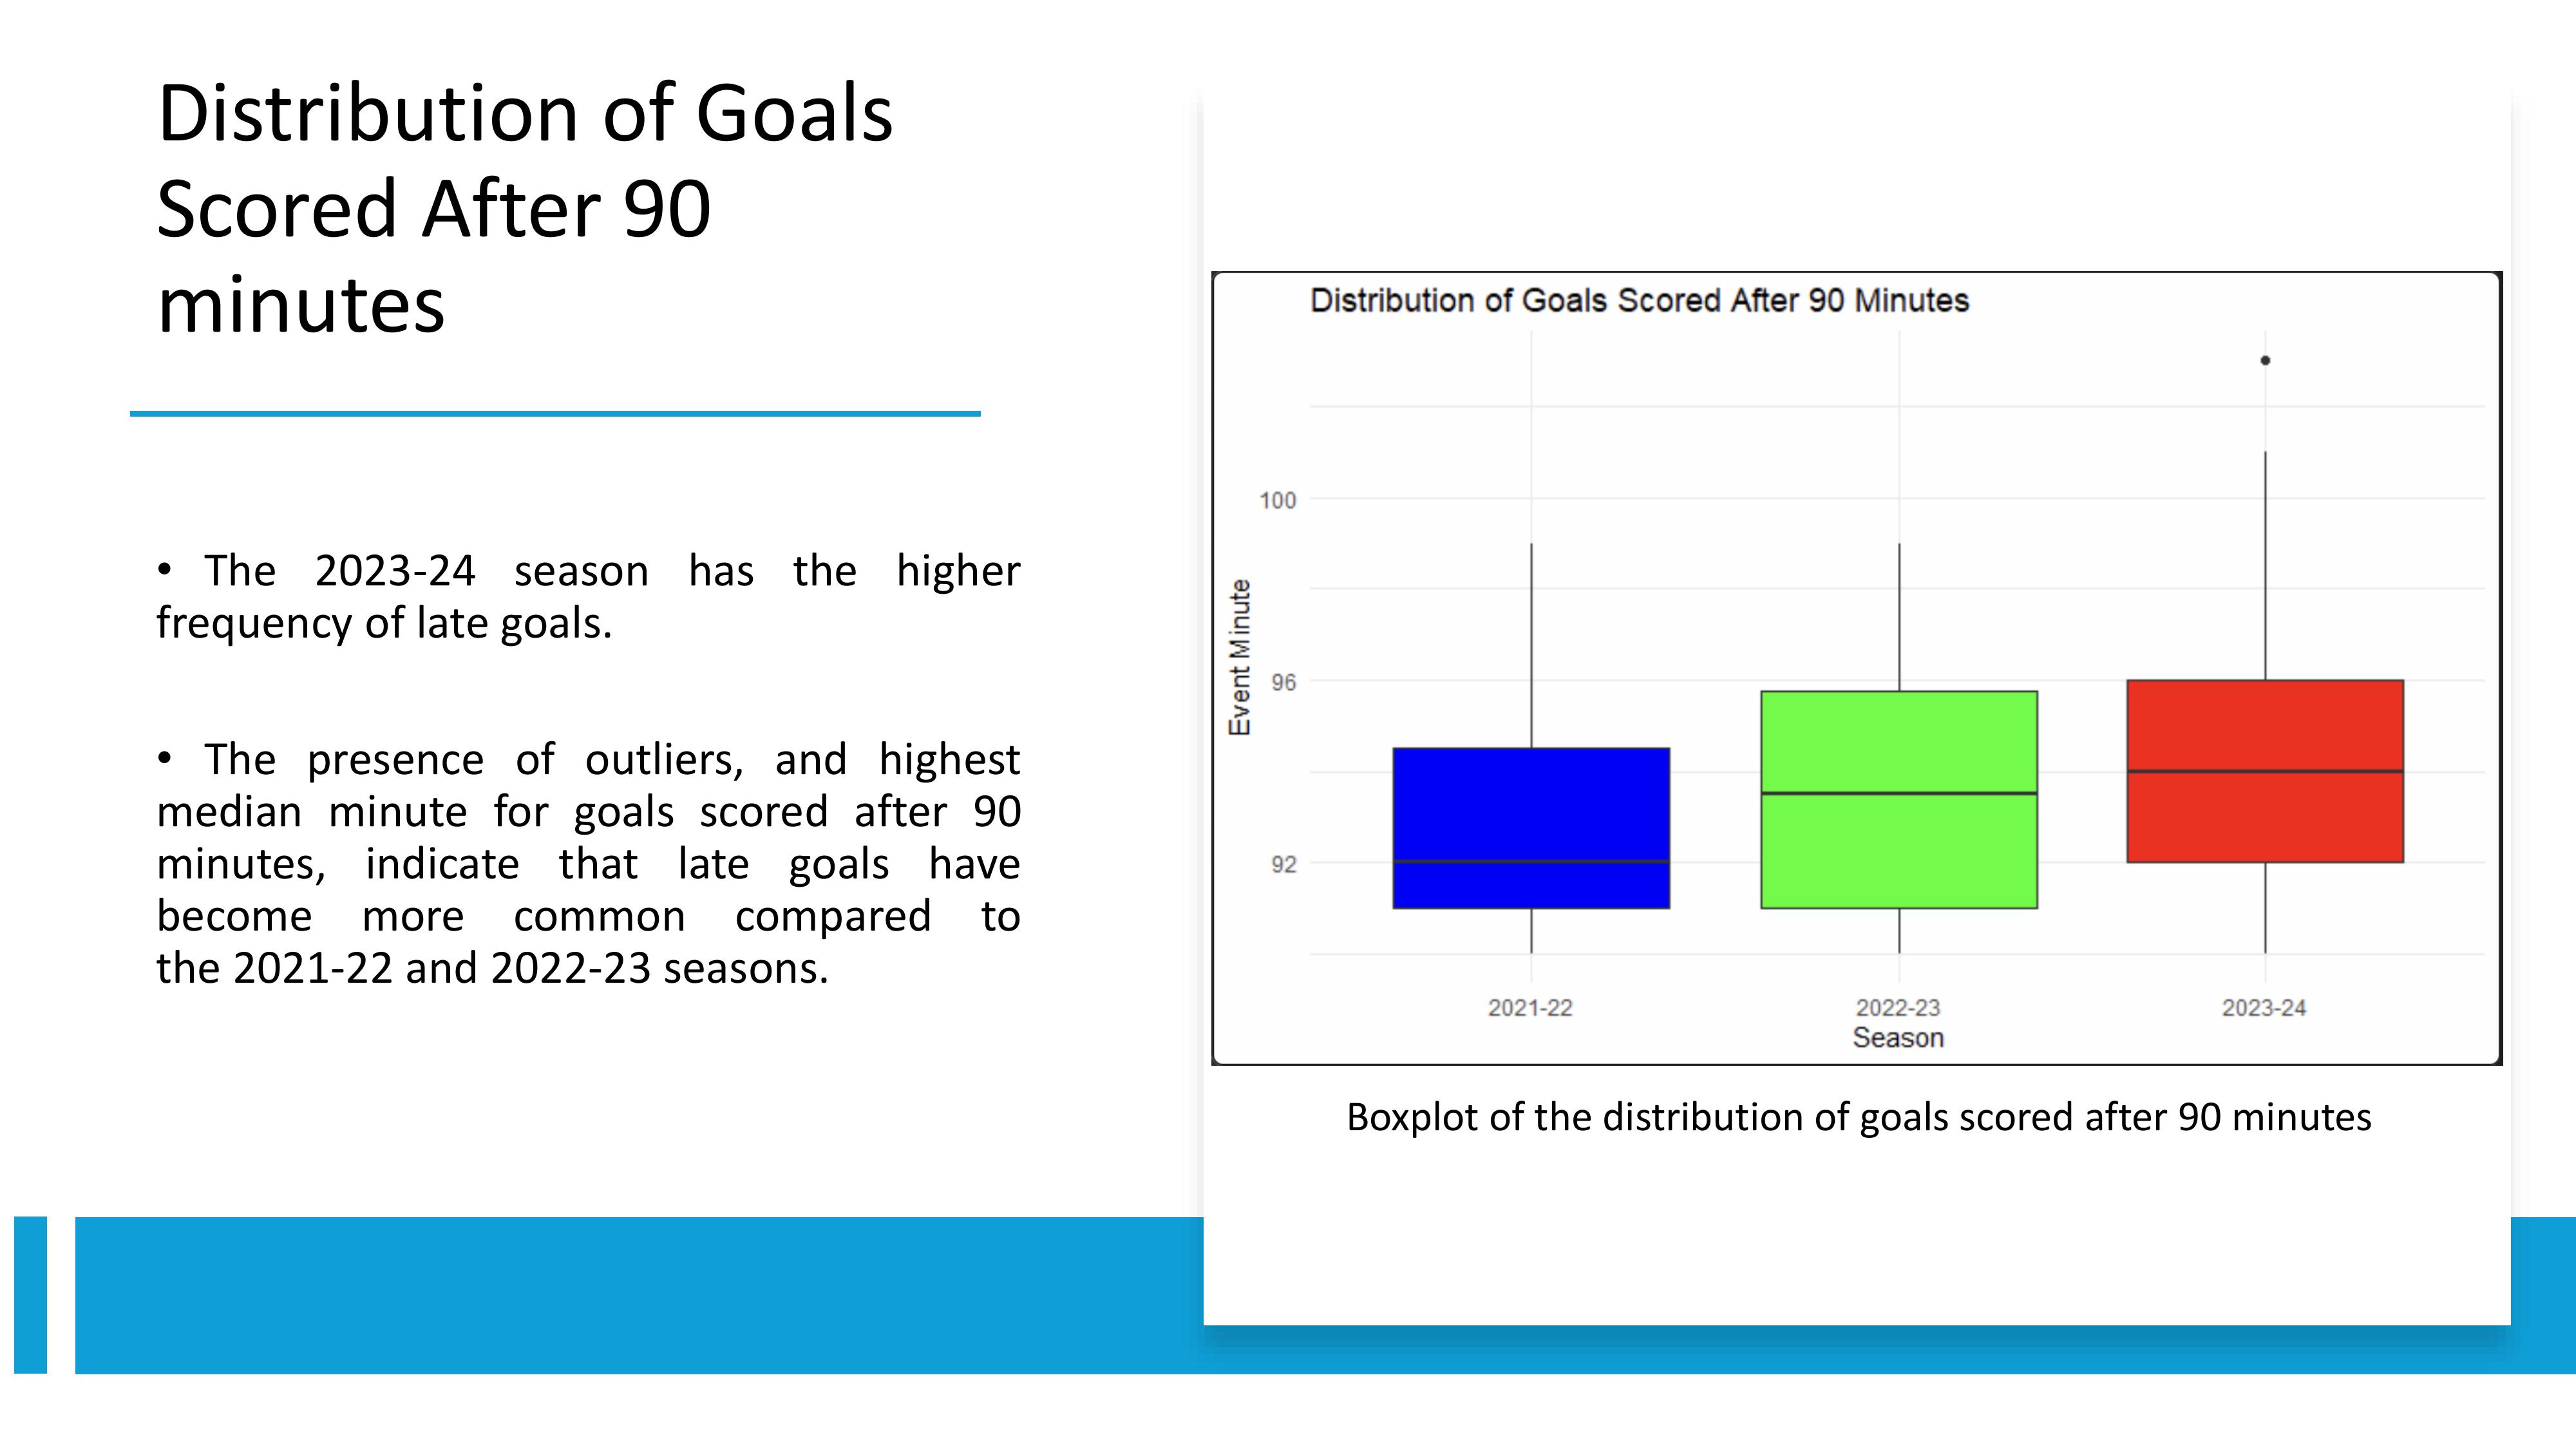 Distribution of Goals
Scored After 90
minutes
• The 2023-24 season has the higher
frequency of late goals.
• The presence of outliers, and highest
median minute for goals scored after 90
minutes, indicate that late goals have
become more common compared to
the 2021-22 and 2022-23 seasons.
Distribution of Goals Scored After 90 Minutes
Event Minute
100
96
92
2021-22 2022-23 2023-24
Season
Boxplot of the distribution of goals scored after 90 minutes